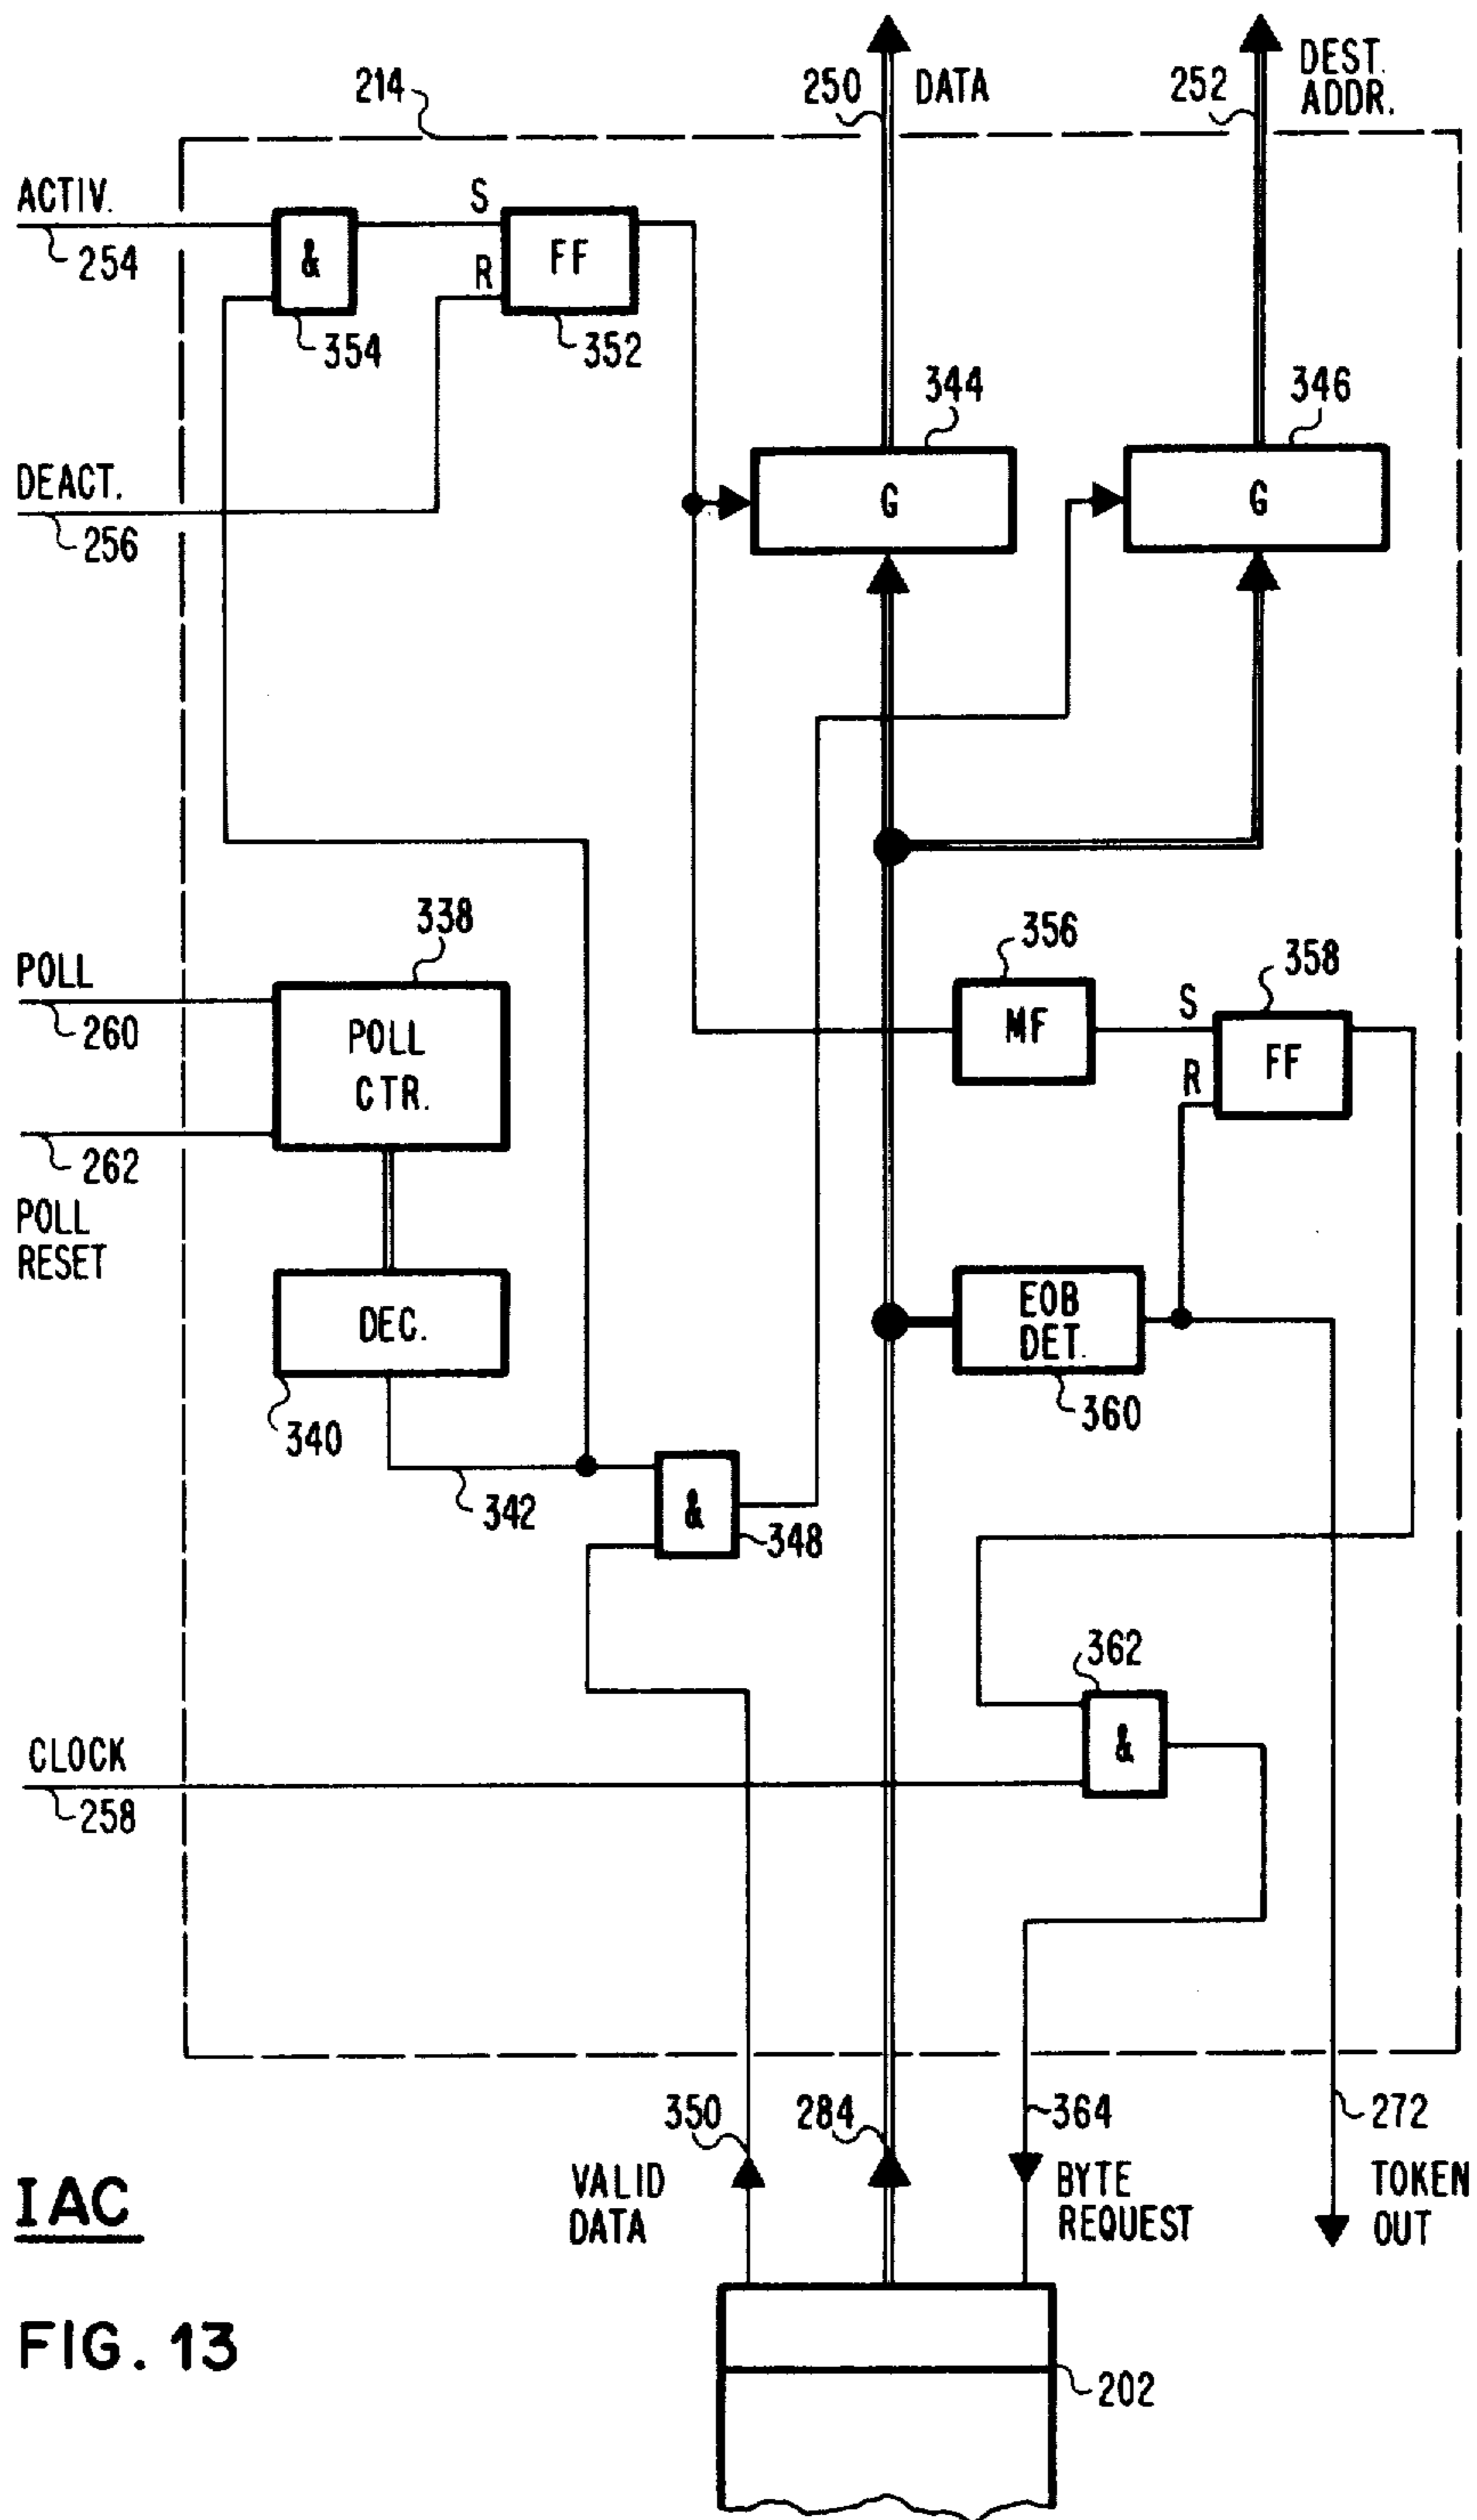 214
250
DATA
252
DEST.
ADDR.
ACTIV.
254
&
354
S
R
FF
352
344
346
DEACT.
256
G
G
338
POLL
260
POLL
CTR.
356
MF
358
S
R
FF
262
POLL
RESET
DEC.
340
342
EOB
DET.
360
&
348
362
&
CLOCK
258
350
284
364
272
VALID
DATA
BYTE
REQUEST
TOKEN
OUT
IAC
FIG. 13
202